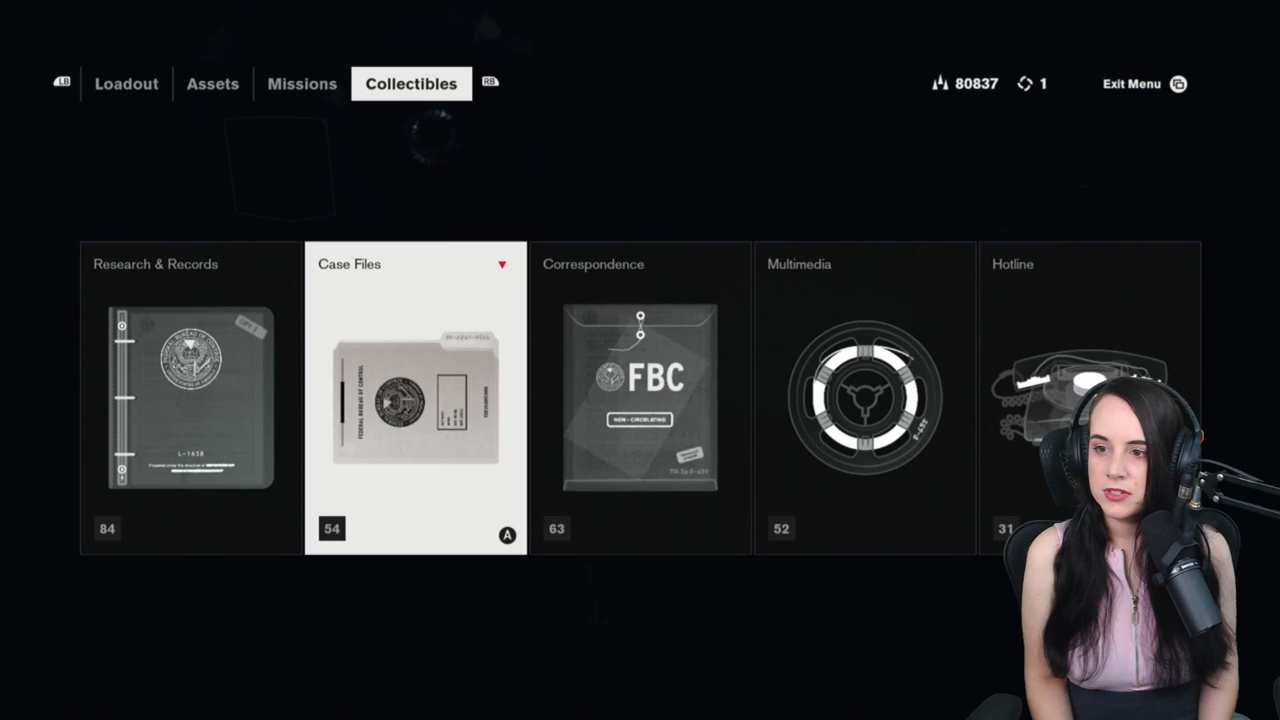 LB Loadout Assets Missions Collectibles RB 80837 1 Exit Menu
Research & Records
Case Files
Correspondence
Multimedia
Hotline
FEDERAL BUREAU OF CONTROL
FBC
NON-CIRCULATING
L-1638
84
54
A
63
52
31